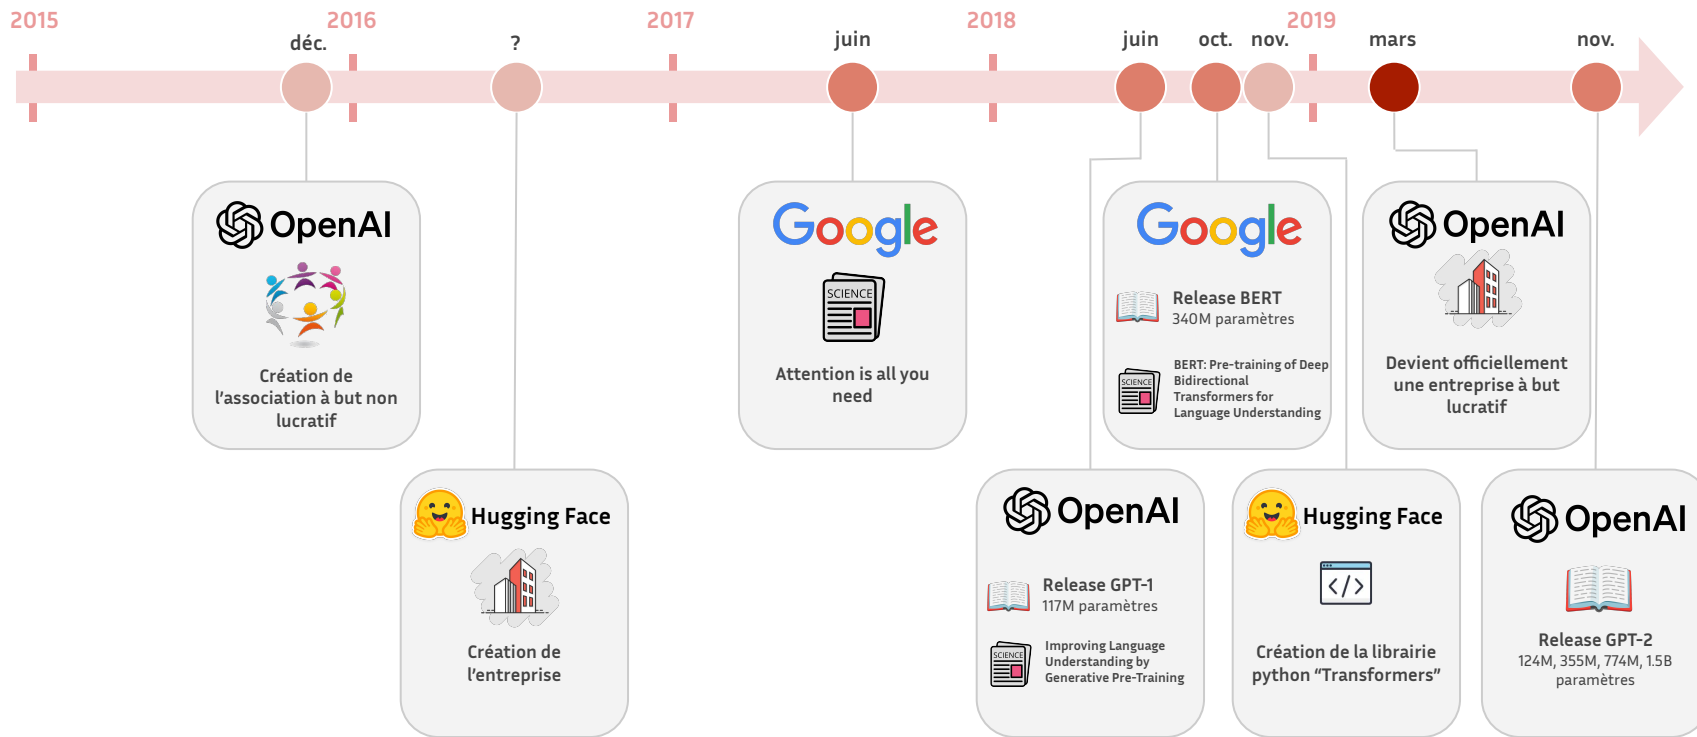 2015
2016
2017
2018
2019
déc.
?
juin
juin
oct.
nov.
mars
nov.
OpenAI
Création de
l'association à but non
lucratif
Hugging Face
Création de
l'entreprise
Google
SCIENCE
Attention is all you
need
OpenAI
Release GPT-1
117M paramètres
SCIENCE
Improving Language
Understanding by
Generative Pre-Training
Google
Release BERT
340M paramètres
SCIENCE
BERT: Pre-training of Deep
Bidirectional
Transformers for
Language Understanding
Hugging Face
</>
Création de la librairie
python “Transformers”
OpenAI
Devient officiellement
une entreprise à but
lucratif
OpenAI
Release GPT-2
124M, 355M, 774M, 1.5B
paramètres